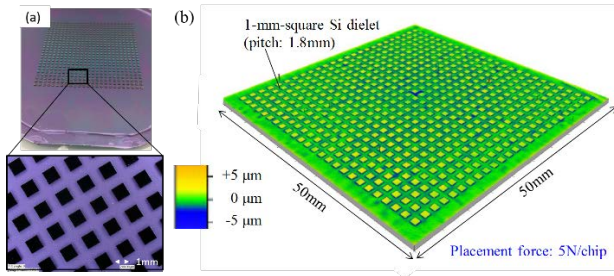 (a)
(b)
1-mm-square Si dielet
(pitch: 1.8mm)
+5 μm
0 μm
-5 μm
50mm
50mm
1mm
Placement force: 5N/chip